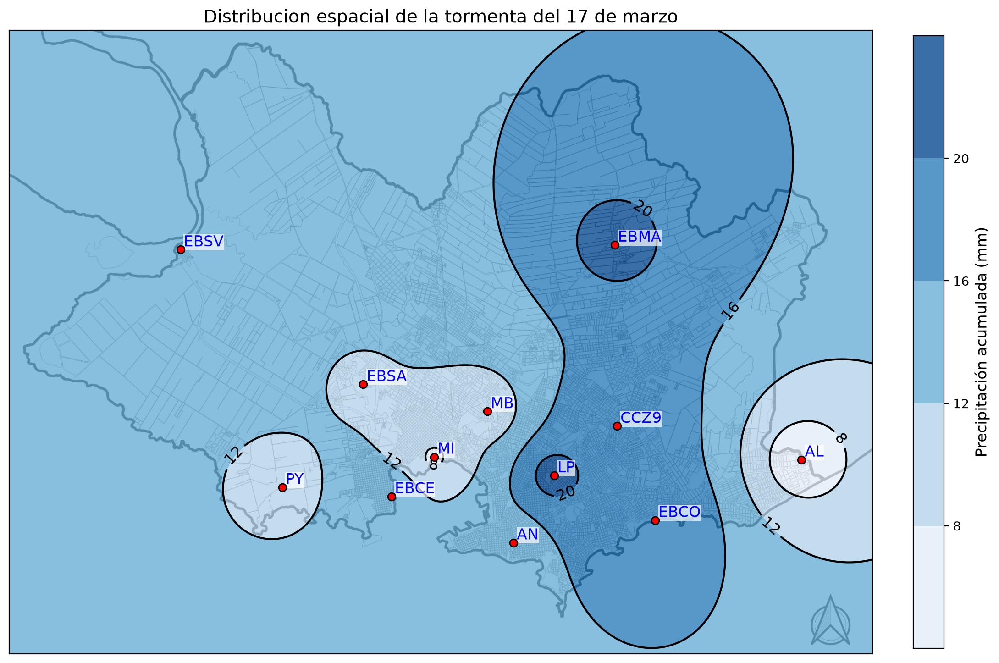 Distribucion espacial de la tormenta del 17 de marzo
20
EBSV
EBMA
20
16
16
EBSA
MB
12
CCZ9
8
12
MI
AL
12
8
LP
PY
EBCE
20
EBCO
12
8
AN
Precipitación acumulada (mm)